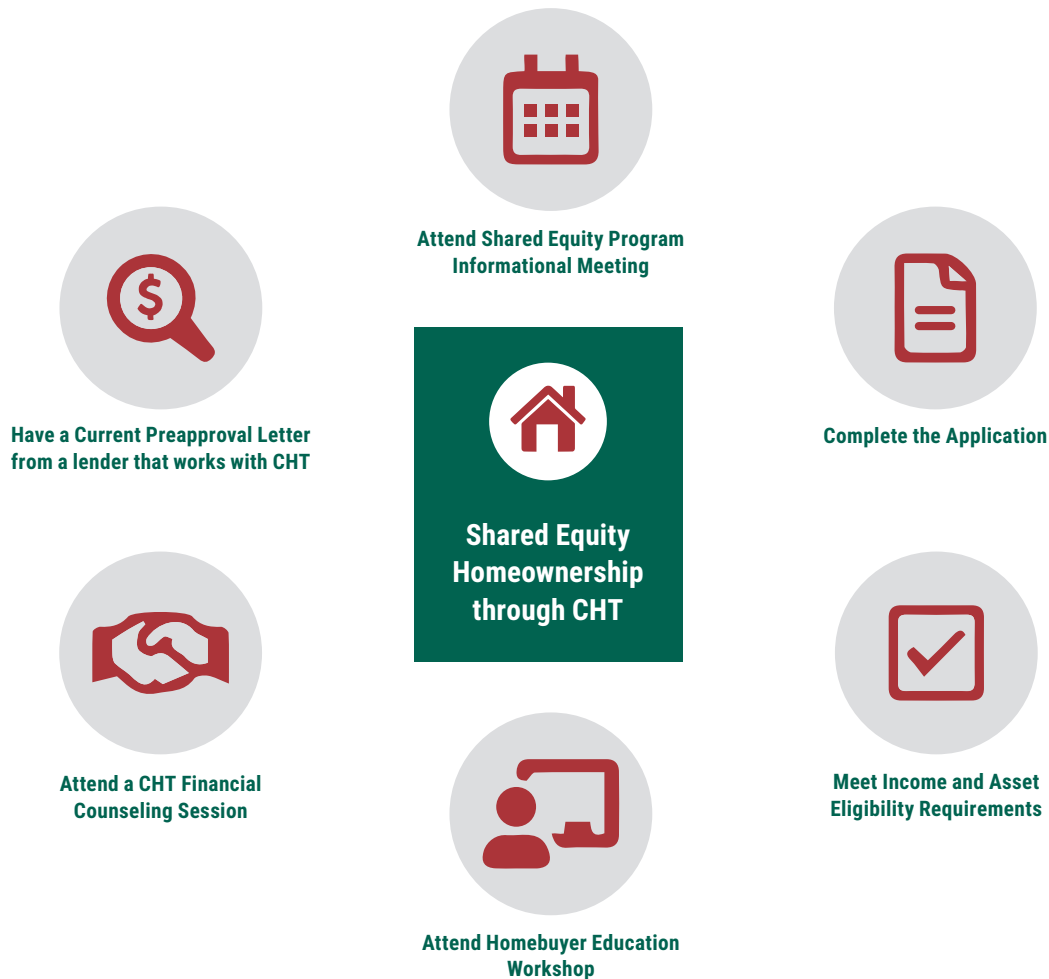 Attend Shared Equity Program
Informational Meeting
$
Have a Current Preapproval Letter
from a lender that works with CHT
Complete the Application
Shared Equity
Homeownership
through CHT
Attend a CHT Financial
Counseling Session
Meet Income and Asset
Eligibility Requirements
Attend Homebuyer Education
Workshop